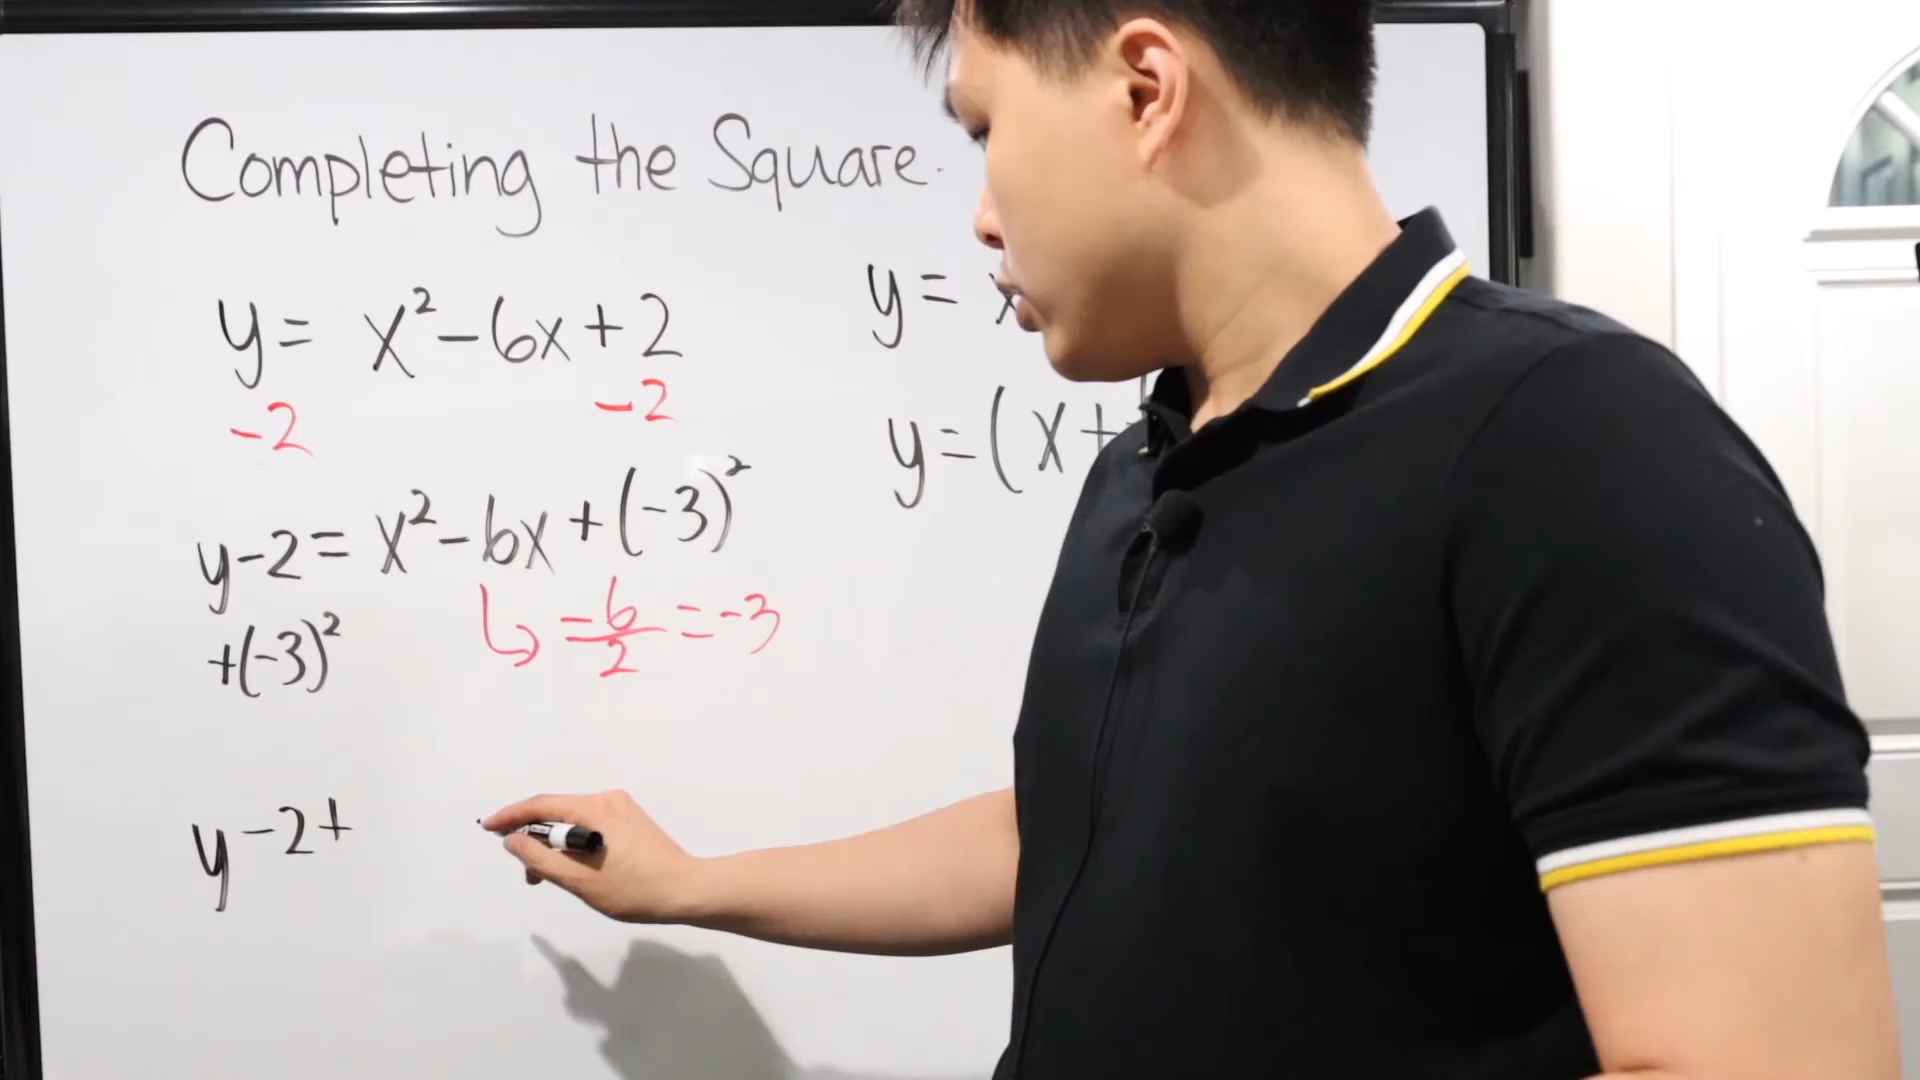 Completing the Square.
y = x² - 6x + 2
-2 -2
y - 2 = x² - 6x + (-3)²
+(-3)²
↳ -6/2 = -3
y - 2 +
y = x
y = (x +